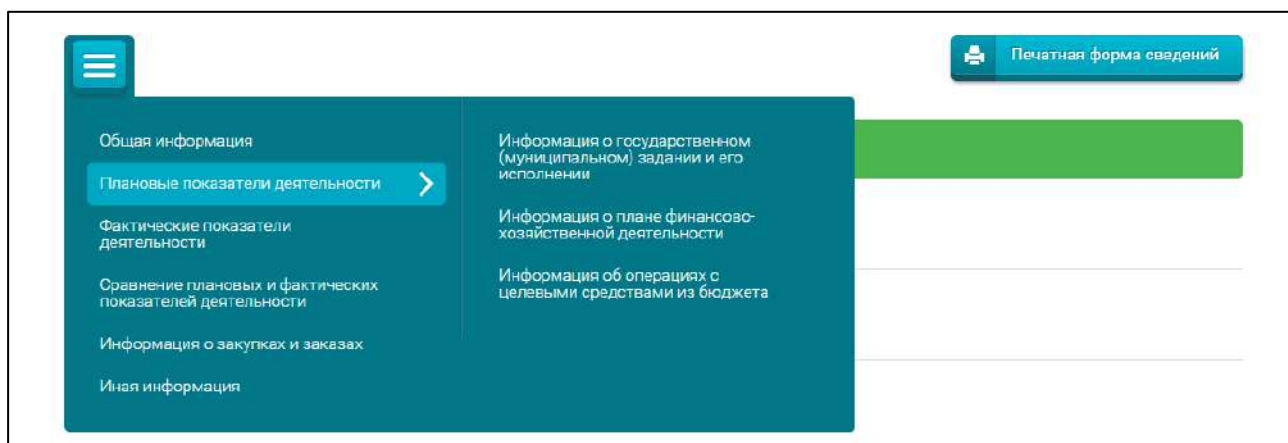 Печатная форма сведений
Общая информация
Плановые показатели деятельности
Фактические показатели
деятельности
Сравнение плановых и фактических
показателей деятельности
Информация о закупках и заказах
Иная информация
Информация о государственном
(муниципальном) задании и его
исполнении
Информация о плане финансово-
хозяйственной деятельности
Информация об операциях с
целевыми средствами из бюджета